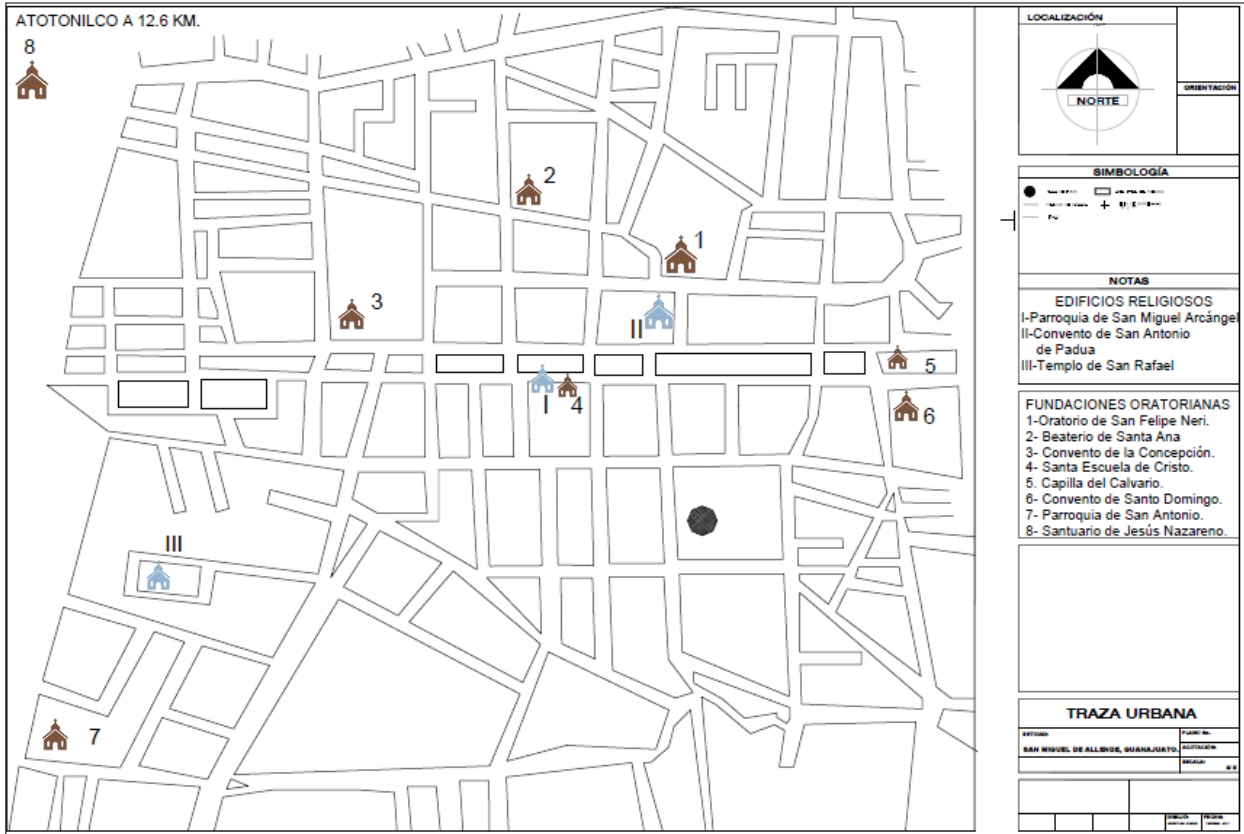 ATOTONILCO A 12.6 KM.
8
2
1
3
II
5
I
4
6
III
7
LOCALIZACIÓN
NORTE
ORIENTACIÓN
SIMBOLOGÍA
NOTAS
EDIFICIOS RELIGIOSOS
I-Parroquia de San Miguel Arcángel
II-Convento de San Antonio
de Padua
III-Templo de San Rafael
FUNDACIONES ORATORIANAS
1-Oratorio de San Felipe Neri.
2- Beaterio de Santa Ana
3- Convento de la Concepción.
4- Santa Escuela de Cristo.
5. Capilla del Calvario.
6- Convento de Santo Domingo.
7- Parroquia de San Antonio.
8- Santuario de Jesús Nazareno.
TRAZA URBANA
ENTIDAD:
PLANO No.
SAN MIGUEL DE ALLENDE, GUANAJUATO.
ACOTACIÓN:
ESCALA: